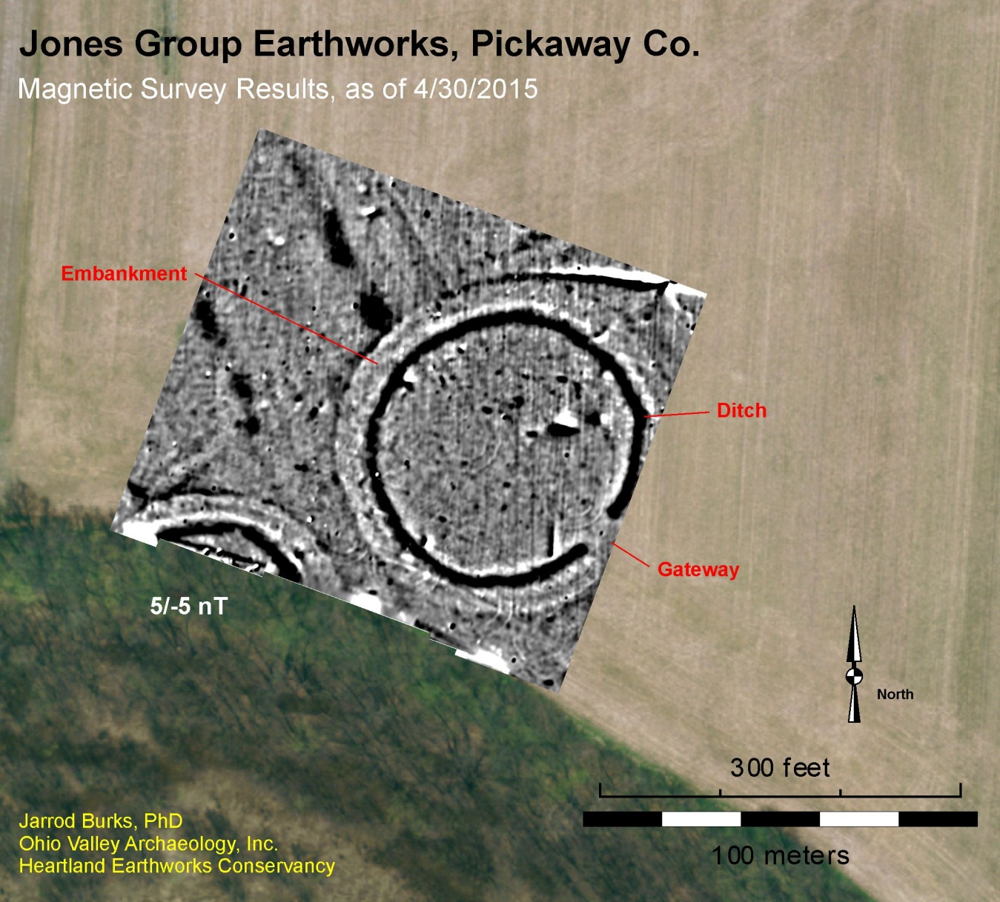 Jones Group Earthworks, Pickaway Co.
Magnetic Survey Results, as of 4/30/2015
Embankment
Ditch
Gateway
5/-5 nT
North
300 feet
100 meters
Jarrod Burks, PhD
Ohio Valley Archaeology, Inc.
Heartland Earthworks Conservancy